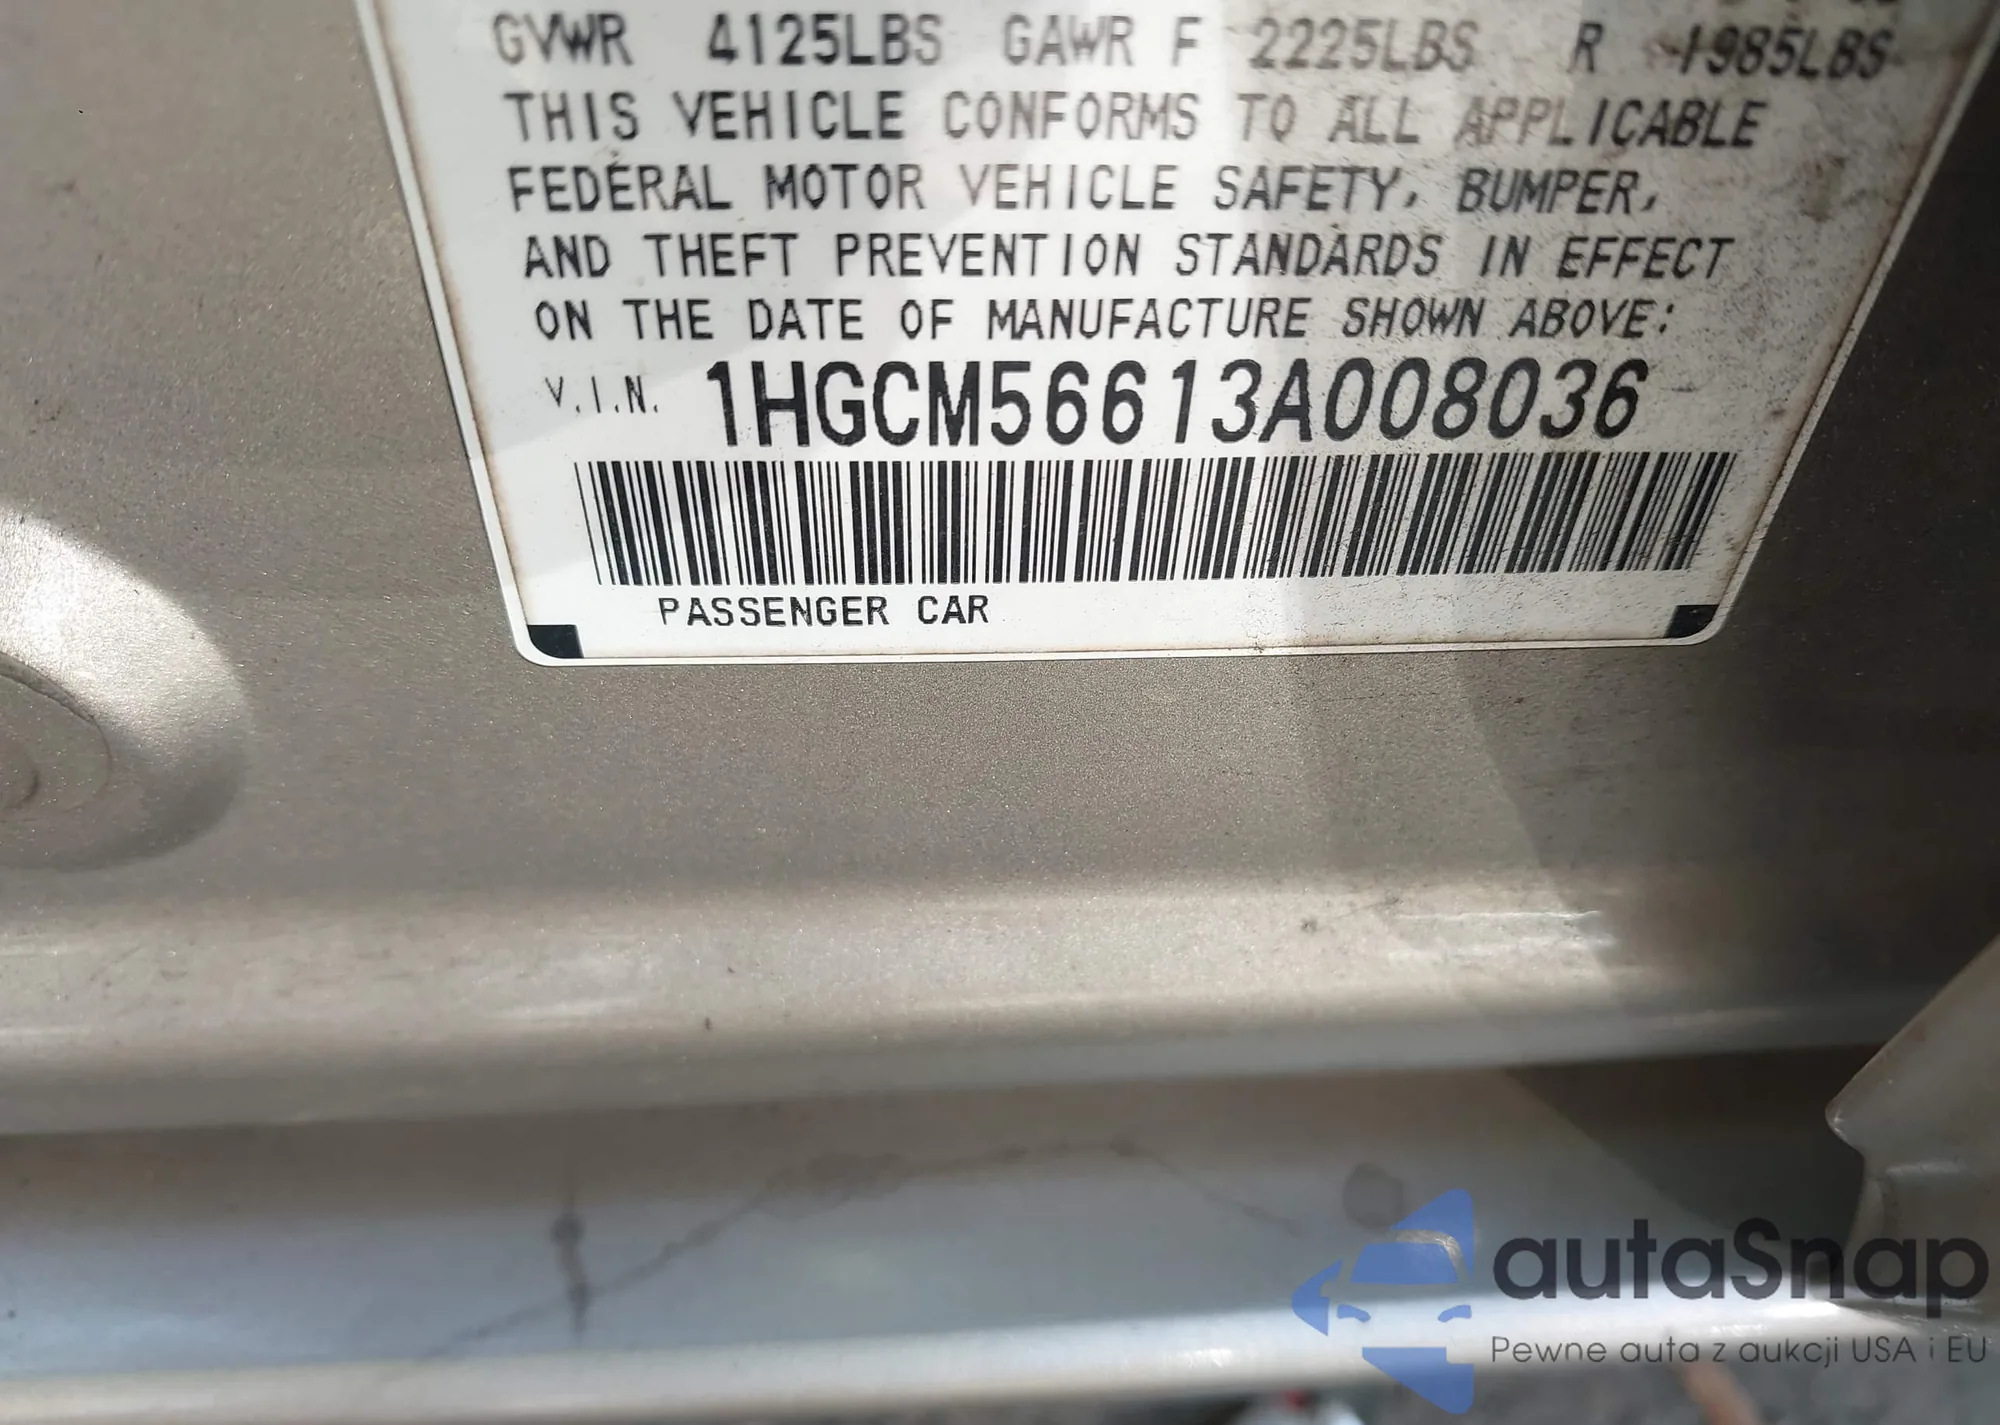 GVWR 4125LBS GAWR F 2225LBS R 1985LBS
THIS VEHICLE CONFORMS TO ALL APPLICABLE
FEDERAL MOTOR VEHICLE SAFETY, BUMPER,
AND THEFT PREVENTION STANDARDS IN EFFECT
ON THE DATE OF MANUFACTURE SHOWN ABOVE:
V.I.N. 1HGCM56613A008036
PASSENGER CAR
autaSnap
Pewne auta z aukcji USA i EU